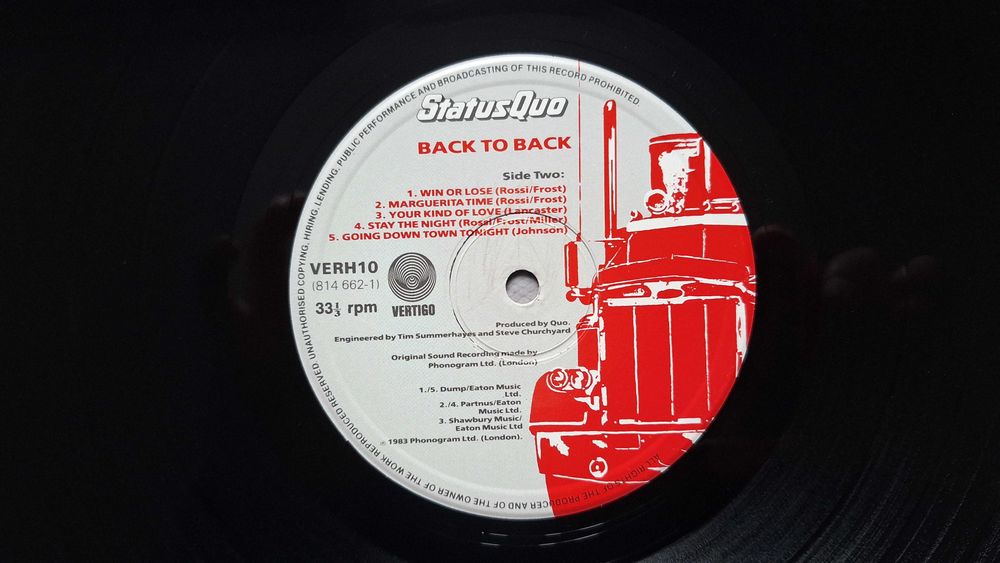 UNAUTHORISED COPYING, HIRING, LENDING, PUBLIC PERFORMANCE AND BROADCASTING OF THIS RECORD PROHIBITED.
StatusQuo
BACK TO BACK
Side Two:
1. WIN OR LOSE (Rossi/Frost)
2. MARGUERITA TIME (Rossi/Frost)
3. YOUR KIND OF LOVE (Lancaster)
4. STAY THE NIGHT (Rossi/Frost/Miller)
5. GOING DOWN TOWN TONIGHT (Johnson)
VERH10
(814 662-1)
33⅓ rpm
VERTIGO
Produced by Quo.
Engineered by Tim Summerhayes and Steve Churchyard
Original Sound Recording made by
Phonogram Ltd. (London)
1./5. Dump/Eaton Music
Ltd.
2./4. Partnus/Eaton
Music Ltd.
3. Shawbury Music/
Eaton Music Ltd
℗ 1983 Phonogram Ltd. (London).
ALL RIGHTS OF THE PRODUCER AND OF THE OWNER OF THE WORK REPRODUCED RESERVED.